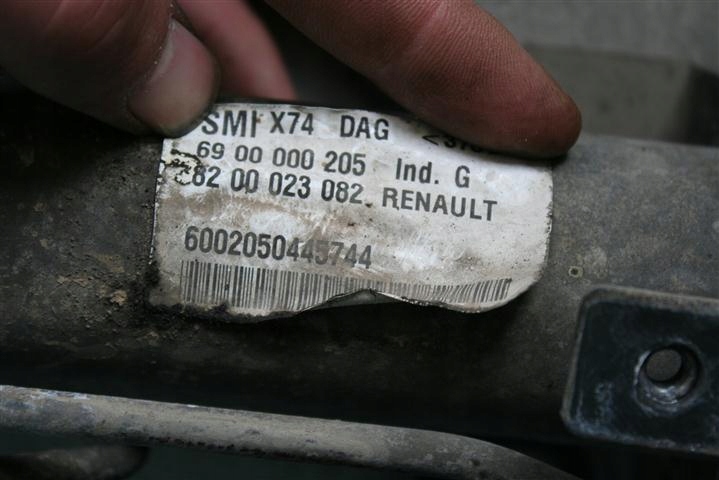 SMI X74 DAG
69 00 000 205 Ind. G
82 00 023 082 RENAULT
6002050445744